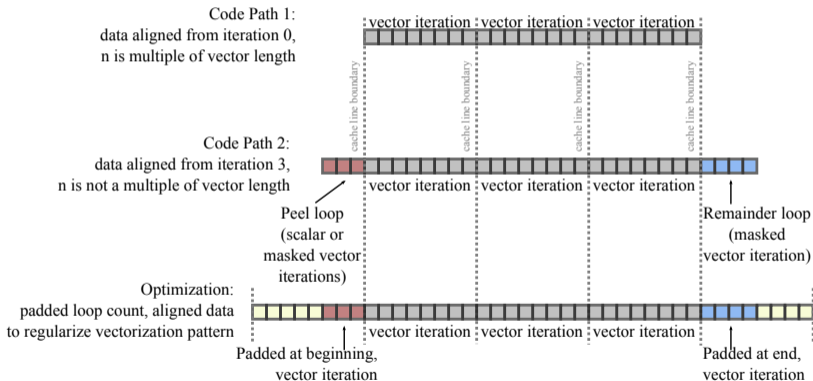 Code Path 1:
data aligned from iteration 0,
n is multiple of vector length
vector iteration vector iteration vector iteration
cache line boundary
cache line boundary
cache line boundary
cache line boundary
Code Path 2:
data aligned from iteration 3,
n is not a multiple of vector length
vector iteration vector iteration vector iteration
Peel loop
(scalar or
masked vector
iterations)
Remainder loop
(masked
vector iteration)
Optimization:
padded loop count, aligned data
to regularize vectorization pattern
vector iteration vector iteration vector iteration
Padded at beginning,
vector iteration
Padded at end,
vector iteration